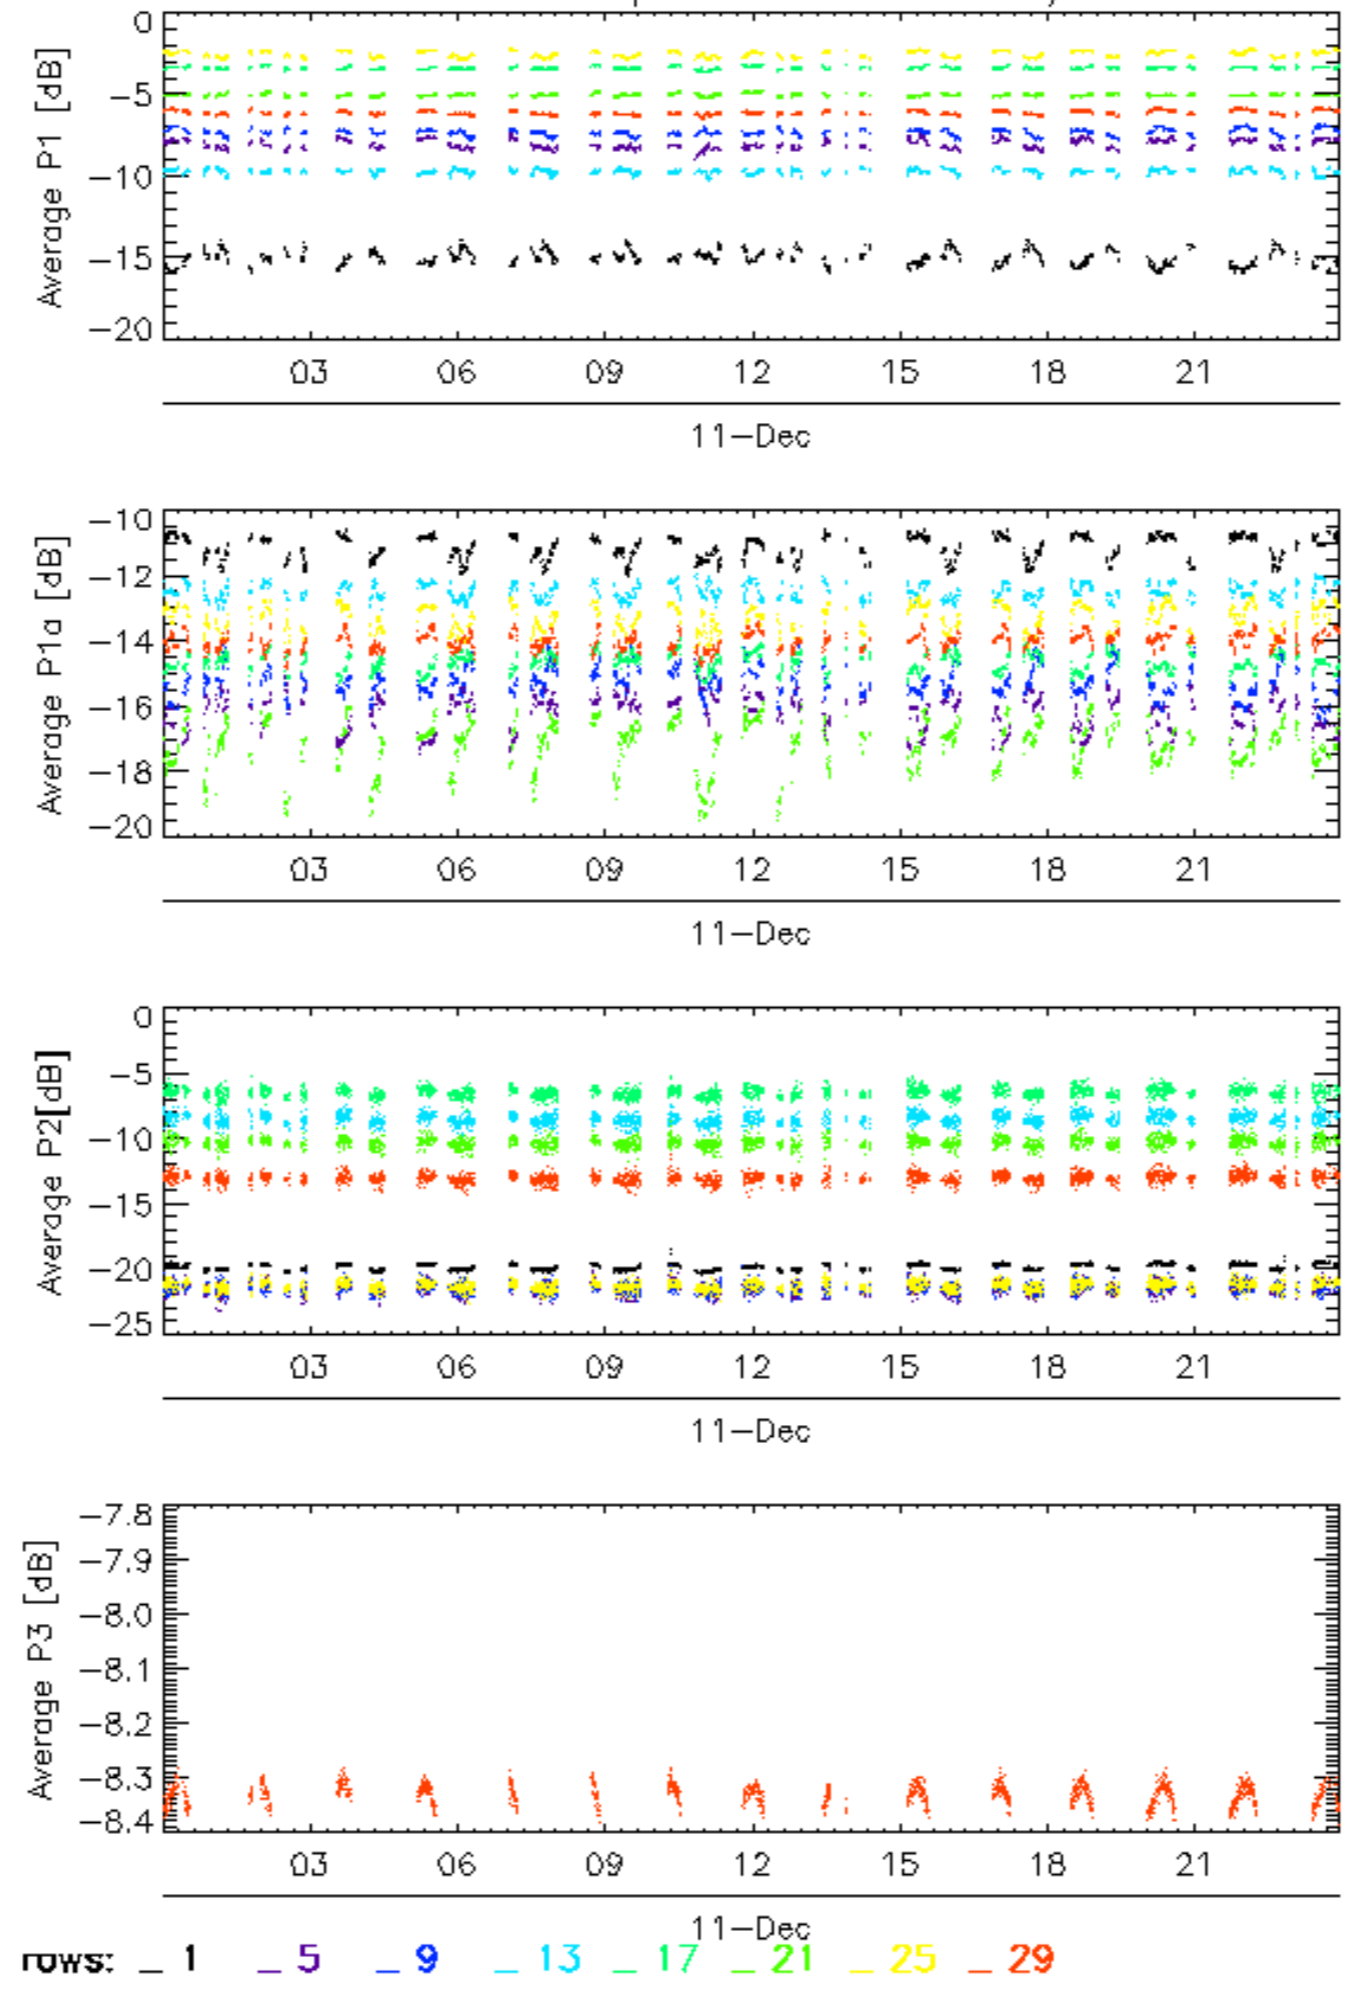 0
−5
−10
−15
−20
Average P1 [dB]
03 06 09 12 15 18 21
11−Dec
−10
−12
−14
−16
−18
−20
Average P1a [dB]
03 06 09 12 15 18 21
11−Dec
0
−5
−10
−15
−20
−25
Average P2[dB]
03 06 09 12 15 18 21
11−Dec
−7.8
−7.9
−8.0
−8.1
−8.2
−8.3
−8.4
Average P3 [dB]
03 06 09 12 15 18 21
11−Dec
rows: _ 1 _ 5 _ 9 _ 13 _ 17 _ 21 _ 25 _ 29